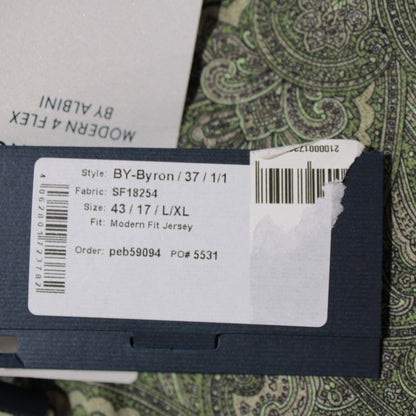 MODERN 4 FLEX
BY ALBINI
Style: BY-Byron / 37 / 1/1
Fabric: SF18254
Size: 43 / 17 / L/XL
Fit: Modern Fit Jersey
Order: peb59094 PO# 5531